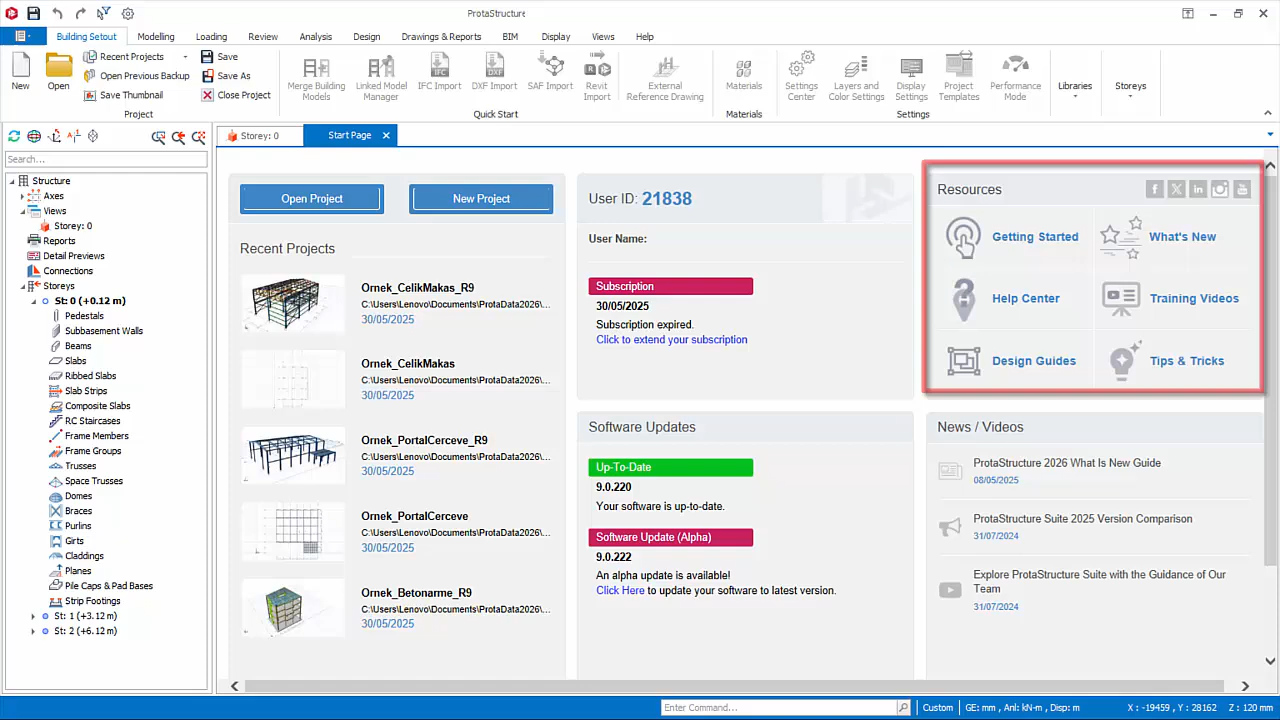 ProtaStructure
Building Setout
Modelling
Loading
Review
Analysis
Design
Drawings & Reports
BIM
Display
Views
Help
New
Open
Recent Projects
Open Previous Backup
Save Thumbnail
Save
Save As
Close Project
Project
Merge Building
Models
Linked Model
Manager
IFC Import
DXF Import
SAF Import
Revit
Import
External
Reference Drawing
Quick Start
Materials
Materials
Settings
Center
Layers and
Color Settings
Display
Settings
Project
Templates
Performance
Mode
Settings
Libraries
Storeys
Storey: 0
Start Page
Search...
Structure
Axes
Views
Storey: 0
Reports
Detail Previews
Connections
Storeys
St: 0 (+0.12 m)
Pedestals
Subbasement Walls
Beams
Slabs
Ribbed Slabs
Slab Strips
Composite Slabs
RC Staircases
Frame Members
Frame Groups
Trusses
Space Trusses
Domes
Braces
Purlins
Girts
Claddings
Planes
Pile Caps & Pad Bases
Strip Footings
St: 1 (+3.12 m)
St: 2 (+6.12 m)
Open Project
New Project
Recent Projects
Ornek_CelikMakas_R9
C:\Users\Lenovo\Documents\ProtaData2026\...
30/05/2025
Ornek_CelikMakas
C:\Users\Lenovo\Documents\ProtaData2026\...
30/05/2025
Ornek_PortalCerceve_R9
C:\Users\Lenovo\Documents\ProtaData2026\...
30/05/2025
Ornek_PortalCerceve
C:\Users\Lenovo\Documents\ProtaData2026\...
30/05/2025
Ornek_Betonarme_R9
C:\Users\Lenovo\Documents\ProtaData2026\...
30/05/2025
User ID: 21838
User Name:
Subscription
30/05/2025
Subscription expired.
Click to extend your subscription
Software Updates
Up-To-Date
9.0.220
Your software is up-to-date.
Software Update (Alpha)
9.0.222
An alpha update is available!
Click Here to update your software to latest version.
Resources
Getting Started
What's New
Help Center
Training Videos
Design Guides
Tips & Tricks
News / Videos
ProtaStructure 2026 What Is New Guide
08/05/2025
ProtaStructure Suite 2025 Version Comparison
31/07/2024
Explore ProtaStructure Suite with the Guidance of Our
Team
31/07/2024
Enter Command...
Custom
GE: mm , Anl: kN-m , Disp: m
X : -19459 , Y : 28162
Z : 120 mm